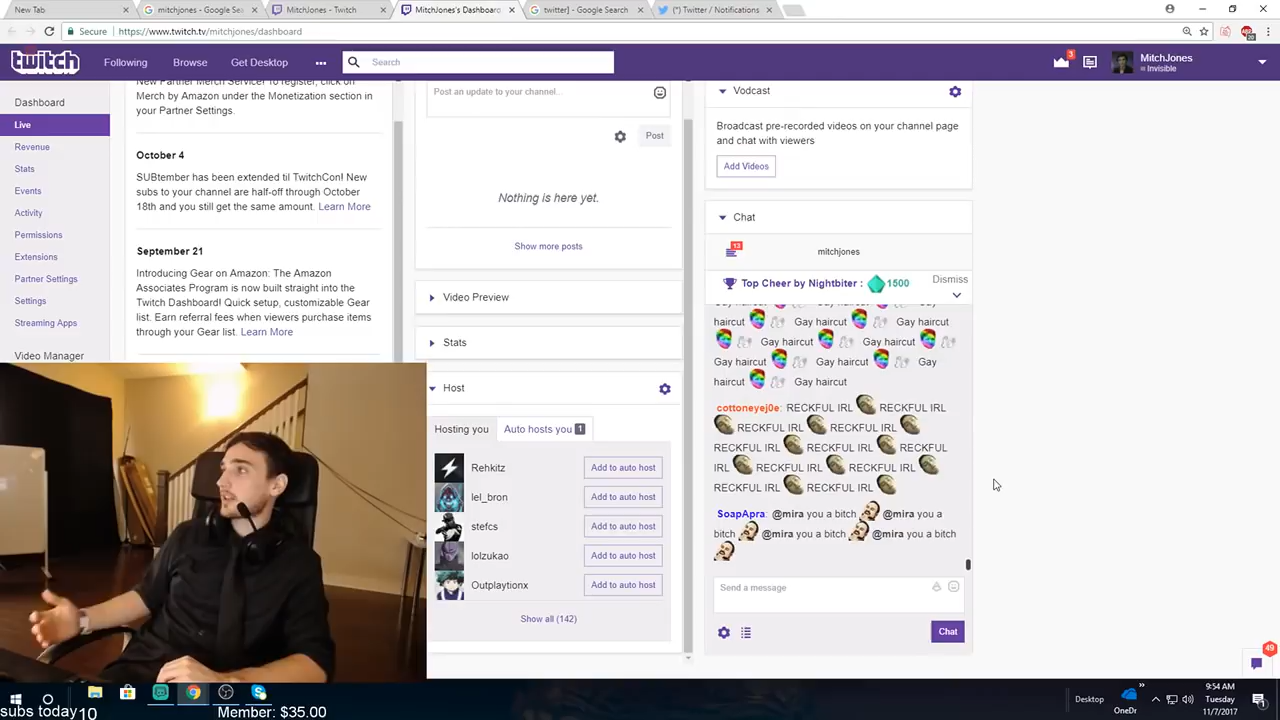 New Tab
mitchjones - Google Sea
MitchJones - Twitch
MitchJones's Dashboard
twitter] - Google Search
(*) Twitter / Notifications
Secure
https://www.twitch.tv/mitchjones/dashboard
twitch
Following
Browse
Get Desktop
Search
3
MitchJones
Invisible
Dashboard
Live
Revenue
Stats
Events
Activity
Permissions
Extensions
Partner Settings
Settings
Streaming Apps
Video Manager
New Partner Merch Servicer to register, click on
Merch by Amazon under the Monetization section in
your Partner Settings.
October 4
SUBtember has been extended til TwitchCon! New
subs to your channel are half-off through October
18th and you still get the same amount. Learn More
September 21
Introducing Gear on Amazon: The Amazon
Associates Program is now built straight into the
Twitch Dashboard! Quick setup, customizable Gear
list. Earn referral fees when viewers purchase items
through your Gear list. Learn More
Post an update to your channel...
Post
Nothing is here yet.
Show more posts
Video Preview
Stats
Host
Hosting you
Auto hosts you 1
Rehkitz
Add to auto host
lel_bron
Add to auto host
stefcs
Add to auto host
lolzukao
Add to auto host
Outplaytionx
Add to auto host
Show all (142)
Vodcast
Broadcast pre-recorded videos on your channel page
and chat with viewers
Add Videos
Chat
13
mitchjones
Top Cheer by Nightbiter : 1500
Dismiss
Gay haircut Gay haircut Gay
haircut Gay haircut Gay haircut
Gay haircut Gay haircut
Gay haircut Gay haircut Gay
haircut Gay haircut
cottoneyej0e: RECKFUL IRL RECKFUL IRL
RECKFUL IRL RECKFUL IRL
RECKFUL IRL RECKFUL IRL RECKFUL
IRL RECKFUL IRL RECKFUL IRL
RECKFUL IRL RECKFUL IRL
SoapApra: @mira you a bitch @mira you a
bitch @mira you a bitch @mira you a bitch
Send a message
Chat
49
subs today10
Member: $35.00
Desktop
OneDr
9:54 AM
Tuesday
11/7/2017